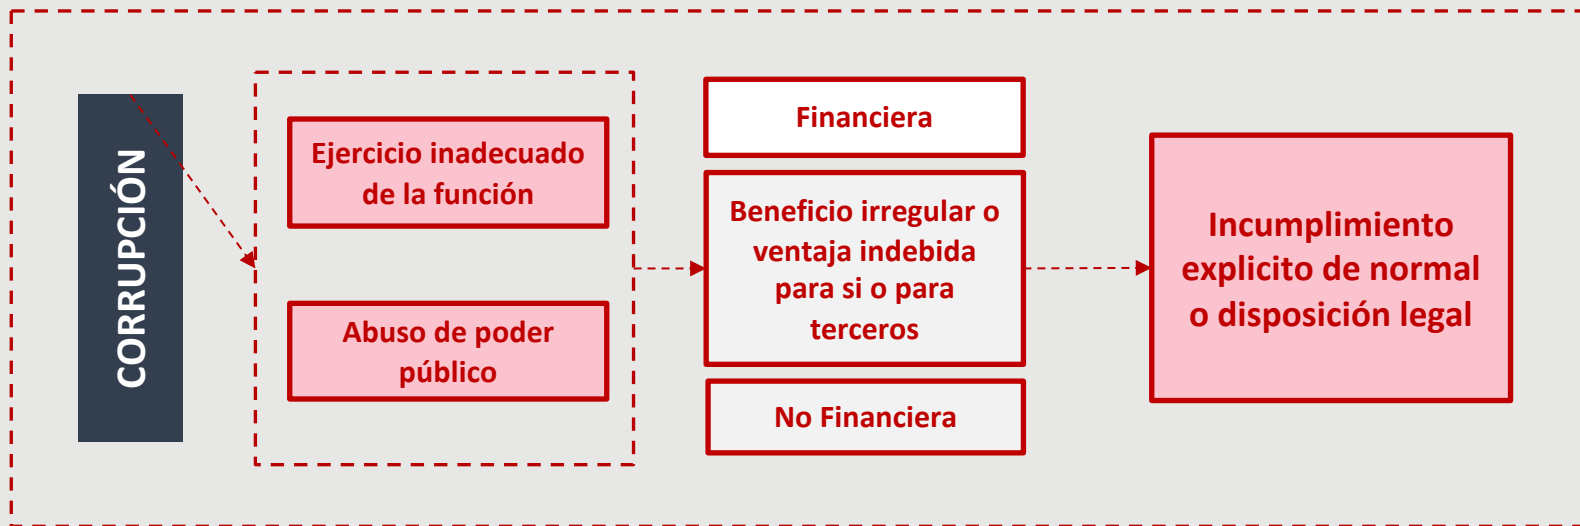 CORRUPCIÓN
Ejercicio inadecuado
de la función
Abuso de poder
público
Financiera
Beneficio irregular o
ventaja indebida
para si o para
terceros
No Financiera
Incumplimiento
explicito de normal
o disposición legal